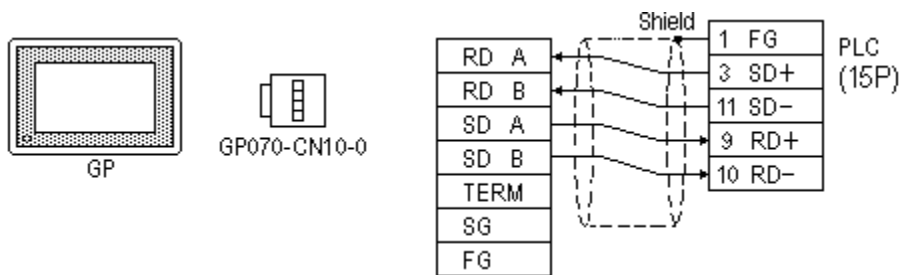 GP
GP070-CN10-0
Shield
RD A
RD B
SD A
SD B
TERM
SG
FG
1 FG
3 SD+
11 SD-
9 RD+
10 RD-
PLC
(15P)